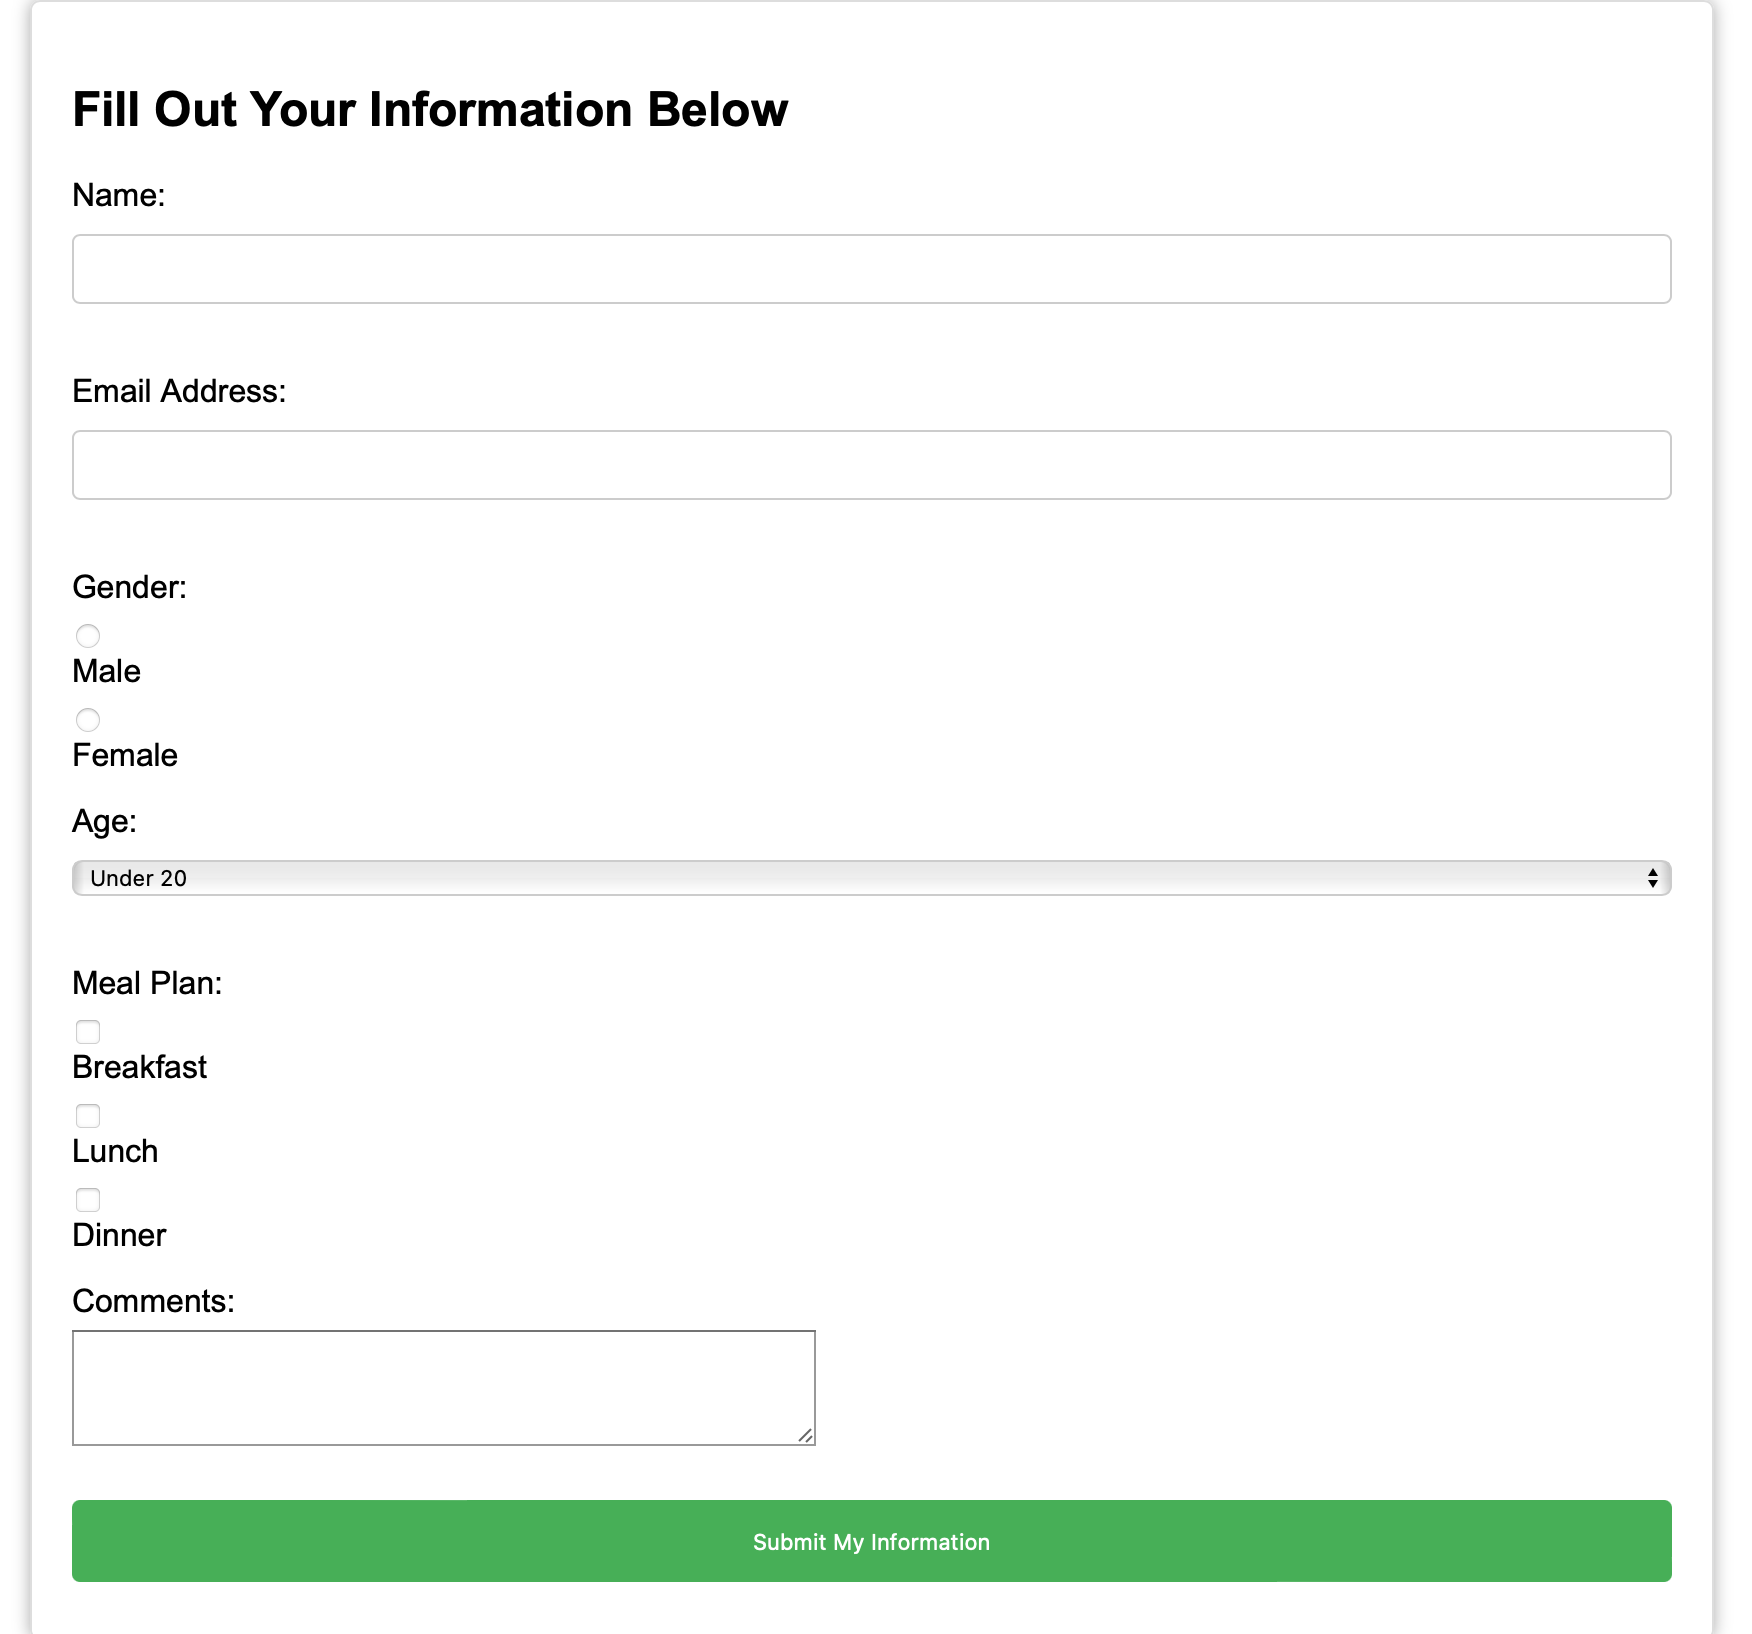 Fill Out Your Information Below
Name:
Email Address:
Gender:
Male
Female
Age:
Under 20
Meal Plan:
Breakfast
Lunch
Dinner
Comments:
Submit My Information